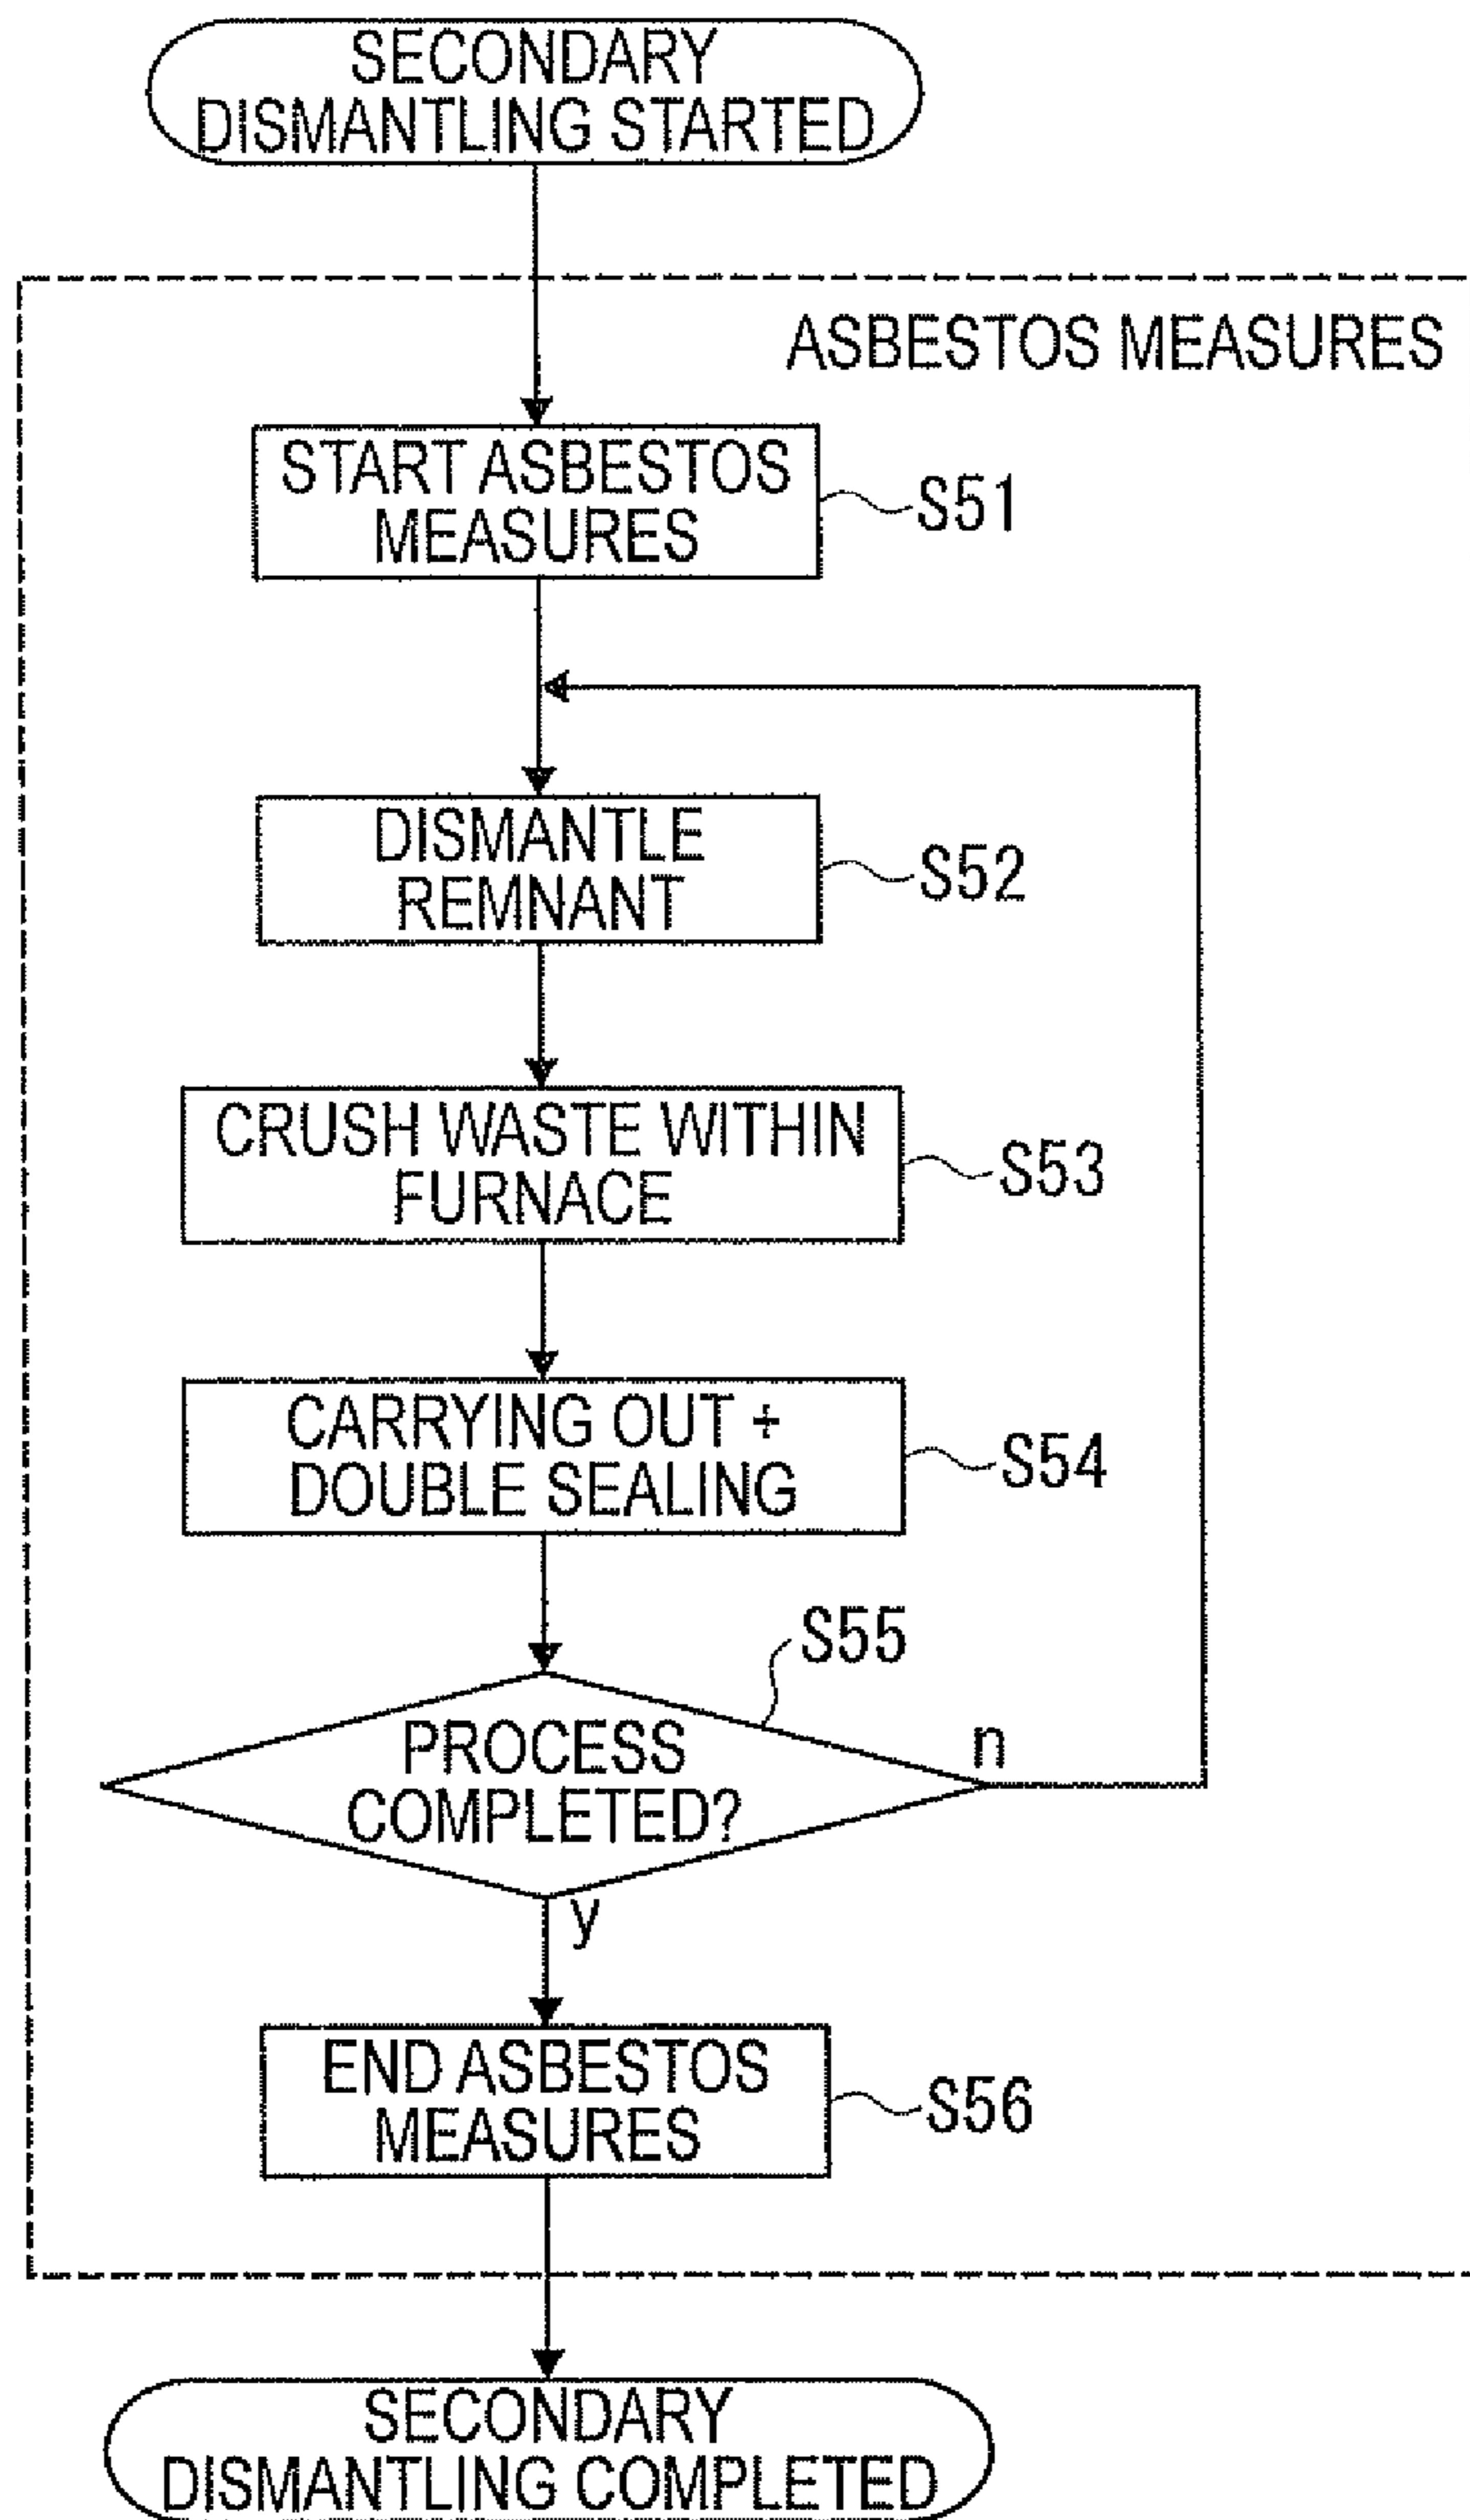 SECONDARY
DISMANTLING STARTED
ASBESTOS MEASURES
START ASBESTOS
MEASURES
S51
DISMANTLE
REMNANT
S52
CRUSH WASTE WITHIN
FURNACE
S53
CARRYING OUT +
DOUBLE SEALING
S54
S55
PROCESS
COMPLETED?
n
y
END ASBESTOS
MEASURES
S56
SECONDARY
DISMANTLING COMPLETED